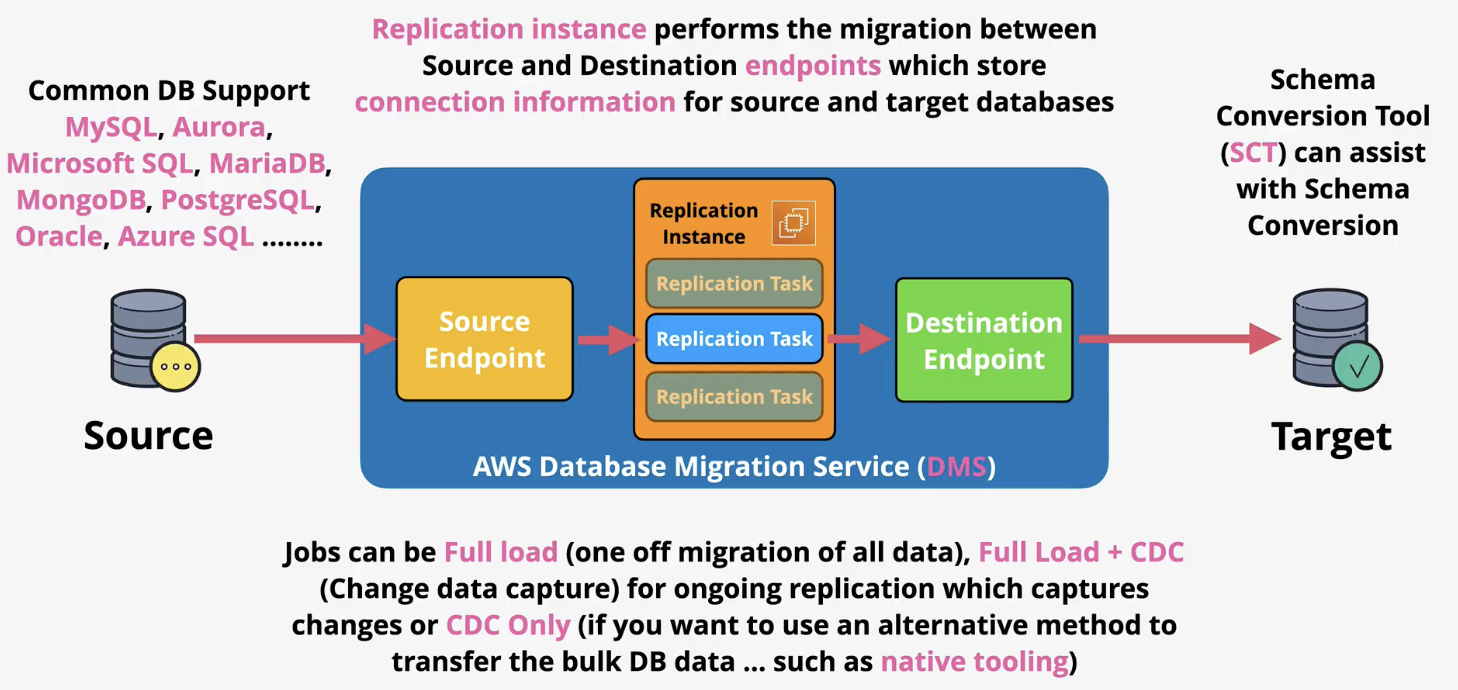 Replication instance performs the migration between
Source and Destination endpoints which store
connection information for source and target databases
Common DB Support
MySQL, Aurora,
Microsoft SQL, MariaDB,
MongoDB, PostgreSQL,
Oracle, Azure SQL ........
Schema
Conversion Tool
(SCT) can assist
with Schema
Conversion
Source
Source
Endpoint
Replication
Instance
Replication Task
Replication Task
Replication Task
Destination
Endpoint
Target
AWS Database Migration Service (DMS)
Jobs can be Full load (one off migration of all data), Full Load + CDC
(Change data capture) for ongoing replication which captures
changes or CDC Only (if you want to use an alternative method to
transfer the bulk DB data ... such as native tooling)